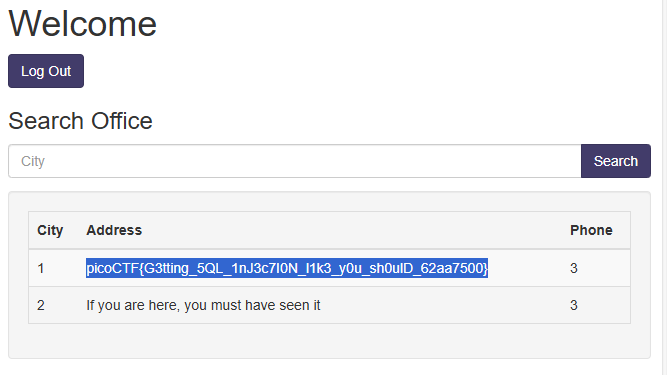 Welcome
Log Out
Search Office
City Search
City Address Phone
1 picoCTF{G3tting_5QL_1nJ3c7I0N_l1k3_y0u_sh0ulD_62aa7500} 3
2 If you are here, you must have seen it 3